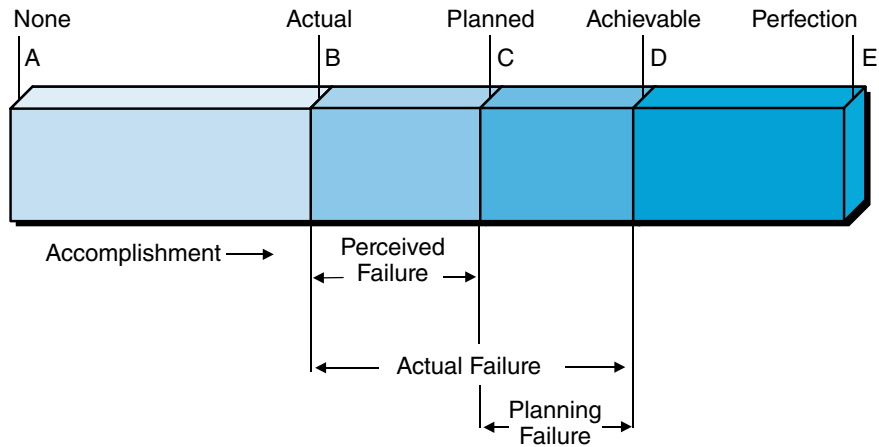 None Actual Planned Achievable Perfection
A B C D E
Accomplishment
Perceived
Failure
Actual Failure
Planning
Failure